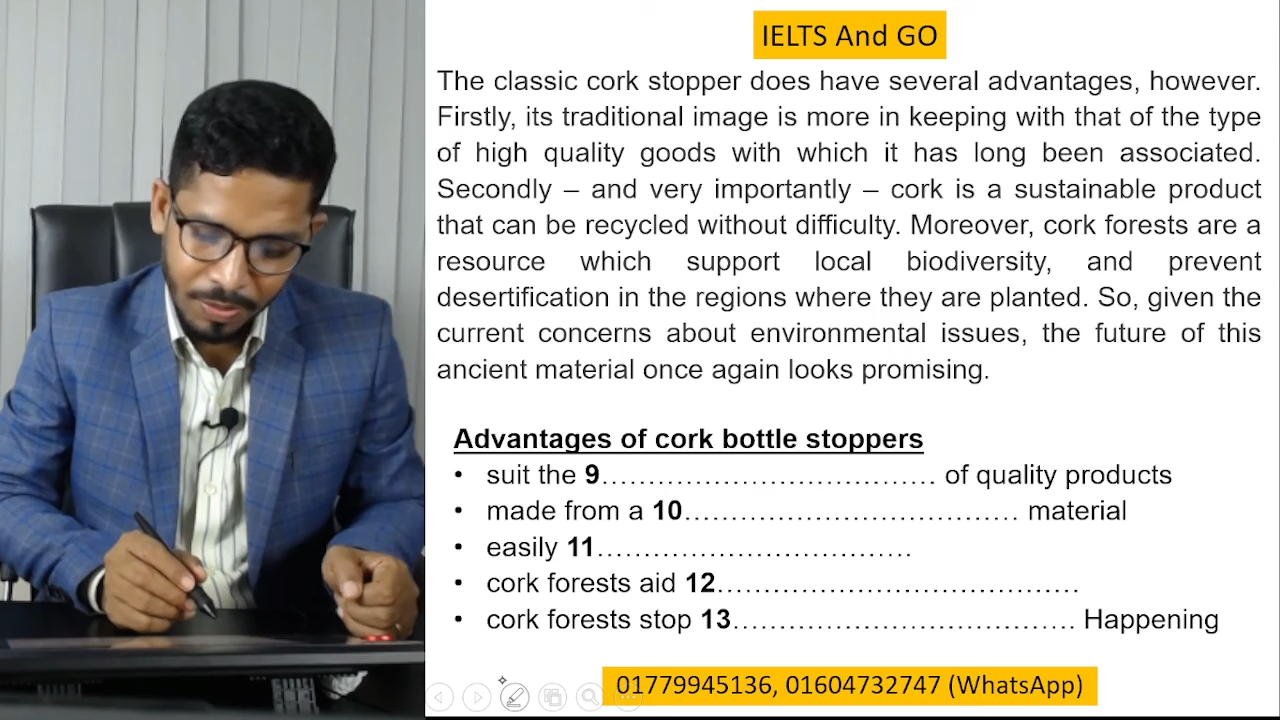 IELTS And GO
The classic cork stopper does have several advantages, however.
Firstly, its traditional image is more in keeping with that of the type
of high quality goods with which it has long been associated.
Secondly – and very importantly – cork is a sustainable product
that can be recycled without difficulty. Moreover, cork forests are a
resource which support local biodiversity, and prevent
desertification in the regions where they are planted. So, given the
current concerns about environmental issues, the future of this
ancient material once again looks promising.
Advantages of cork bottle stoppers
• suit the 9.................................... of quality products
• made from a 10.................................... material
• easily 11..................................
• cork forests aid 12.......................................
• cork forests stop 13..................................... Happening
01779945136, 01604732747 (WhatsApp)